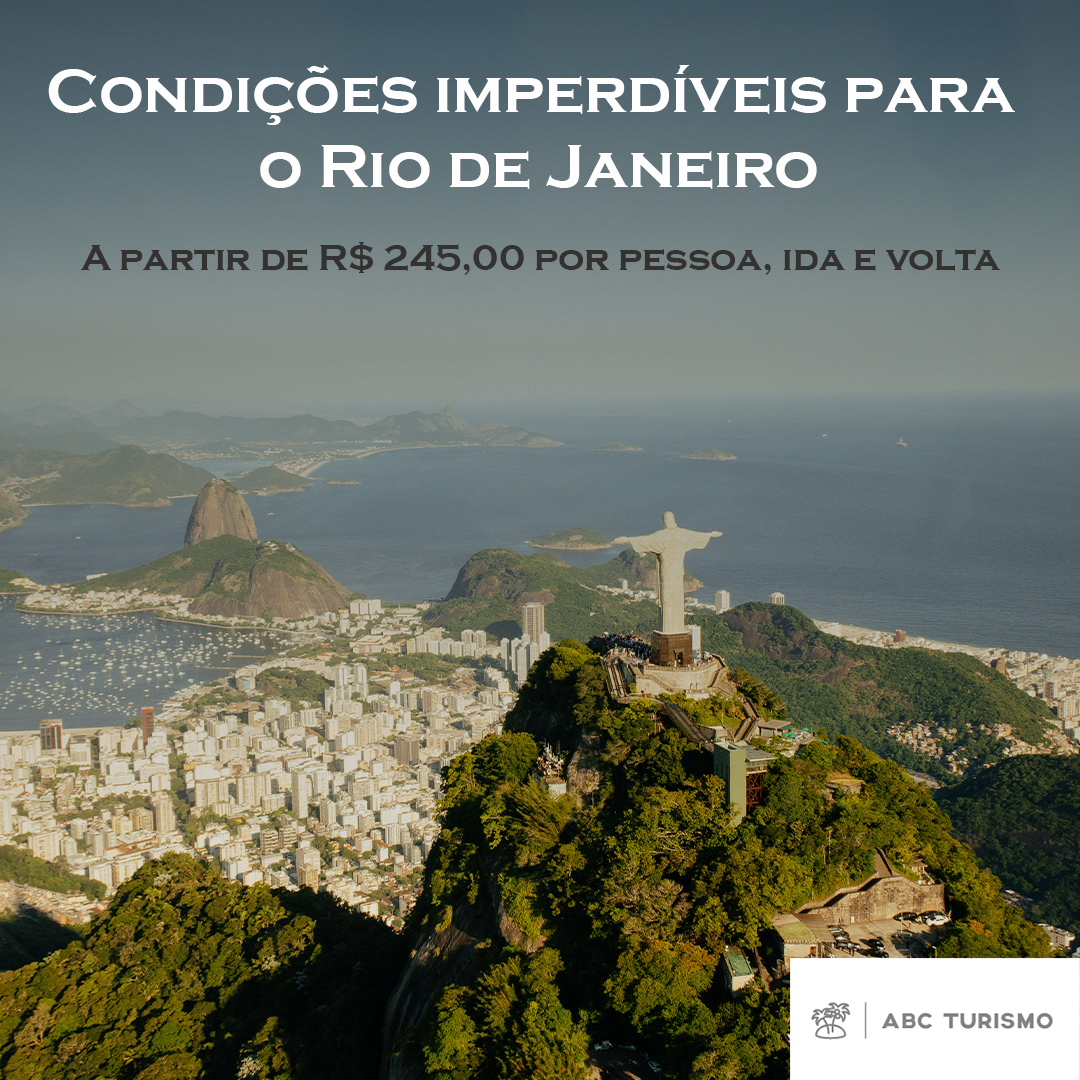 Condições imperdíveis para
o Rio de Janeiro
A partir de R$ 245,00 por pessoa, ida e volta
ABC TURISMO